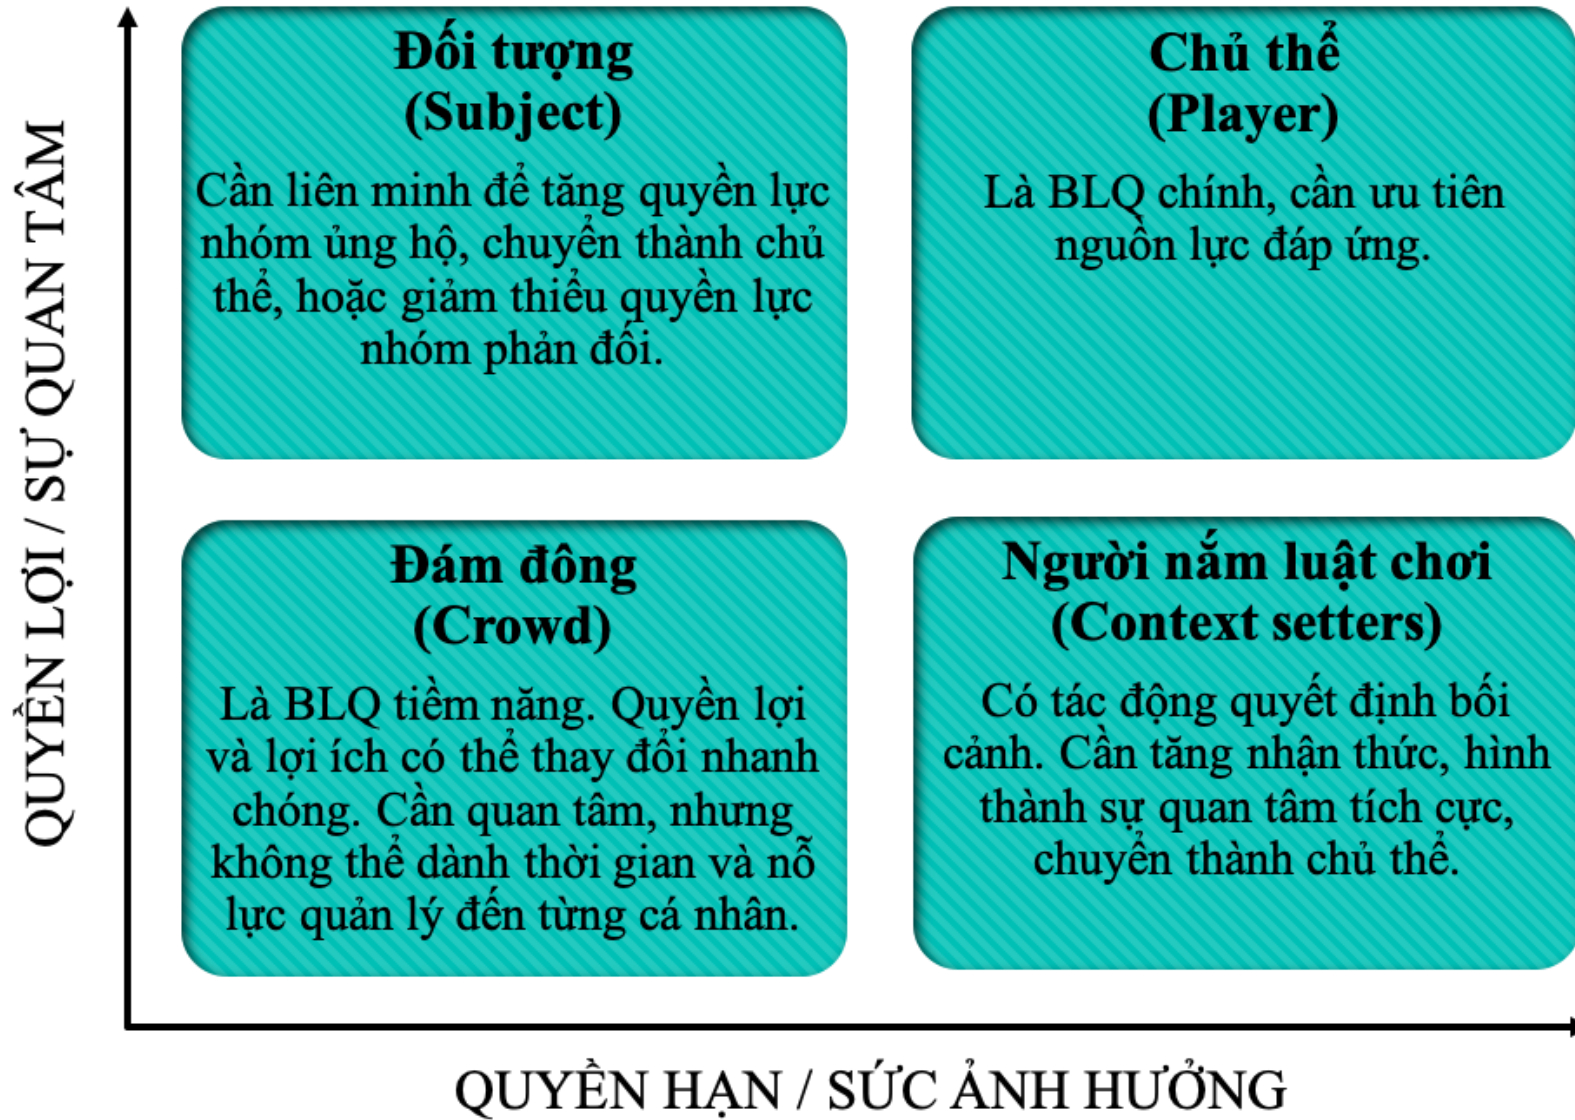 QUYỀN LỢI / SỰ QUAN TÂM
Đối tượng
(Subject)
Cần liên minh để tăng quyền lực
nhóm ủng hộ, chuyển thành chủ
thể, hoặc giảm thiểu quyền lực
nhóm phản đối.
Chủ thể
(Player)
Là BLQ chính, cần ưu tiên
nguồn lực đáp ứng.
Đám đông
(Crowd)
Là BLQ tiềm năng. Quyền lợi
và lợi ích có thể thay đổi nhanh
chóng. Cần quan tâm, nhưng
không thể dành thời gian và nỗ
lực quản lý đến từng cá nhân.
Người nắm luật chơi
(Context setters)
Có tác động quyết định bối
cảnh. Cần tăng nhận thức, hình
thành sự quan tâm tích cực,
chuyển thành chủ thể.
QUYỀN HẠN / SỨC ẢNH HƯỞNG